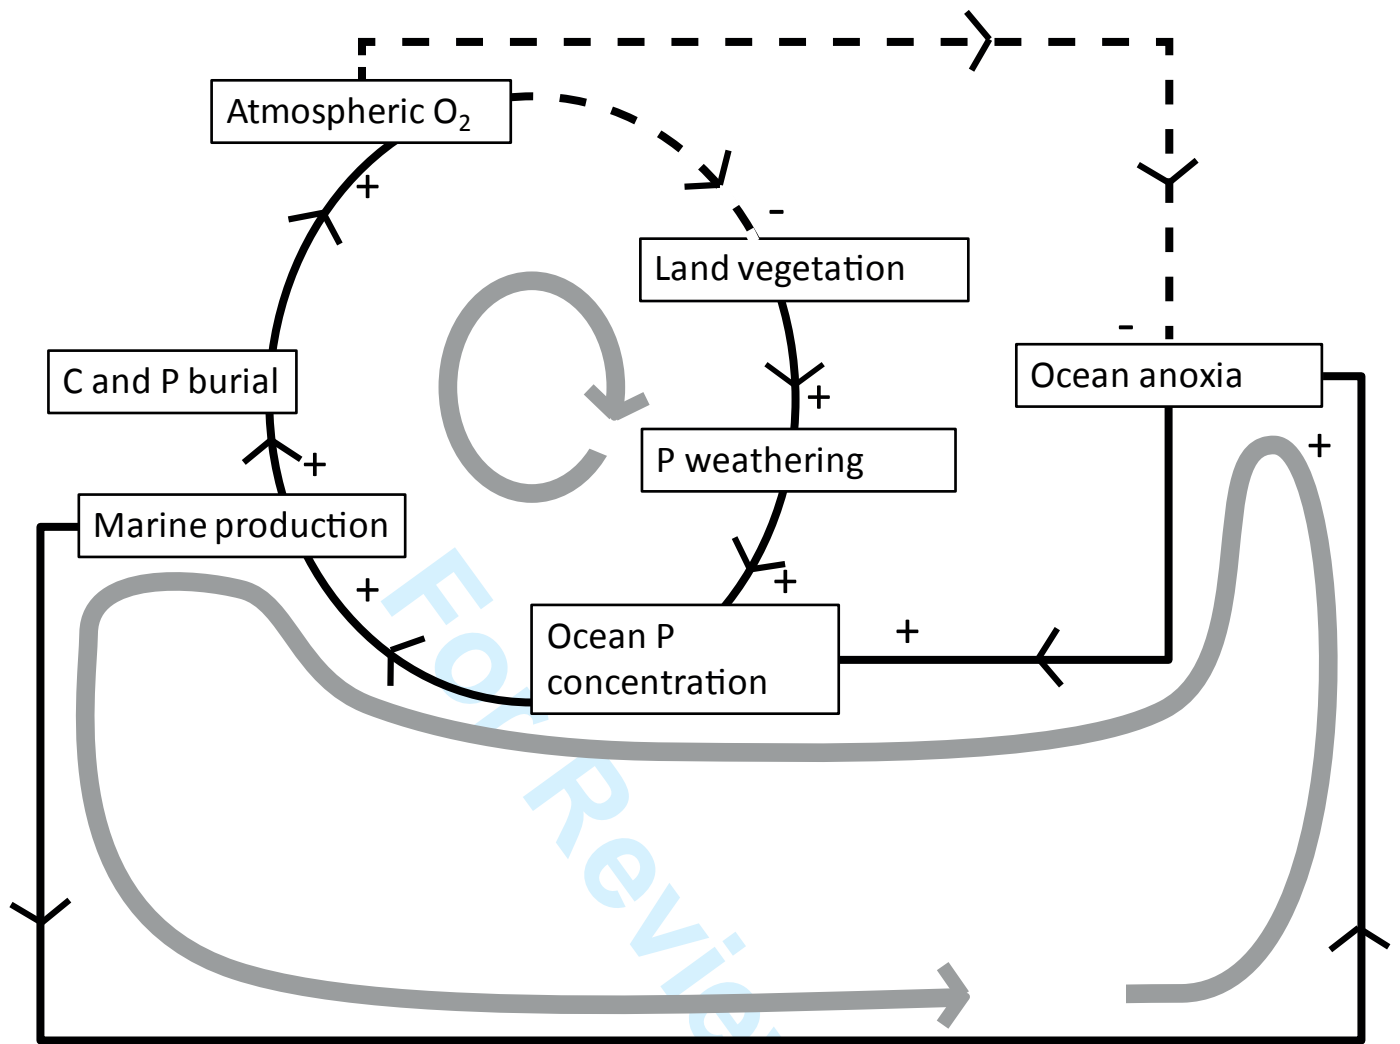 Atmospheric O₂
+
-
Land vegetation
-
C and P burial
Ocean anoxia
+
+
P weathering
+
Marine production
+
+
Ocean P
concentration
+
For Review